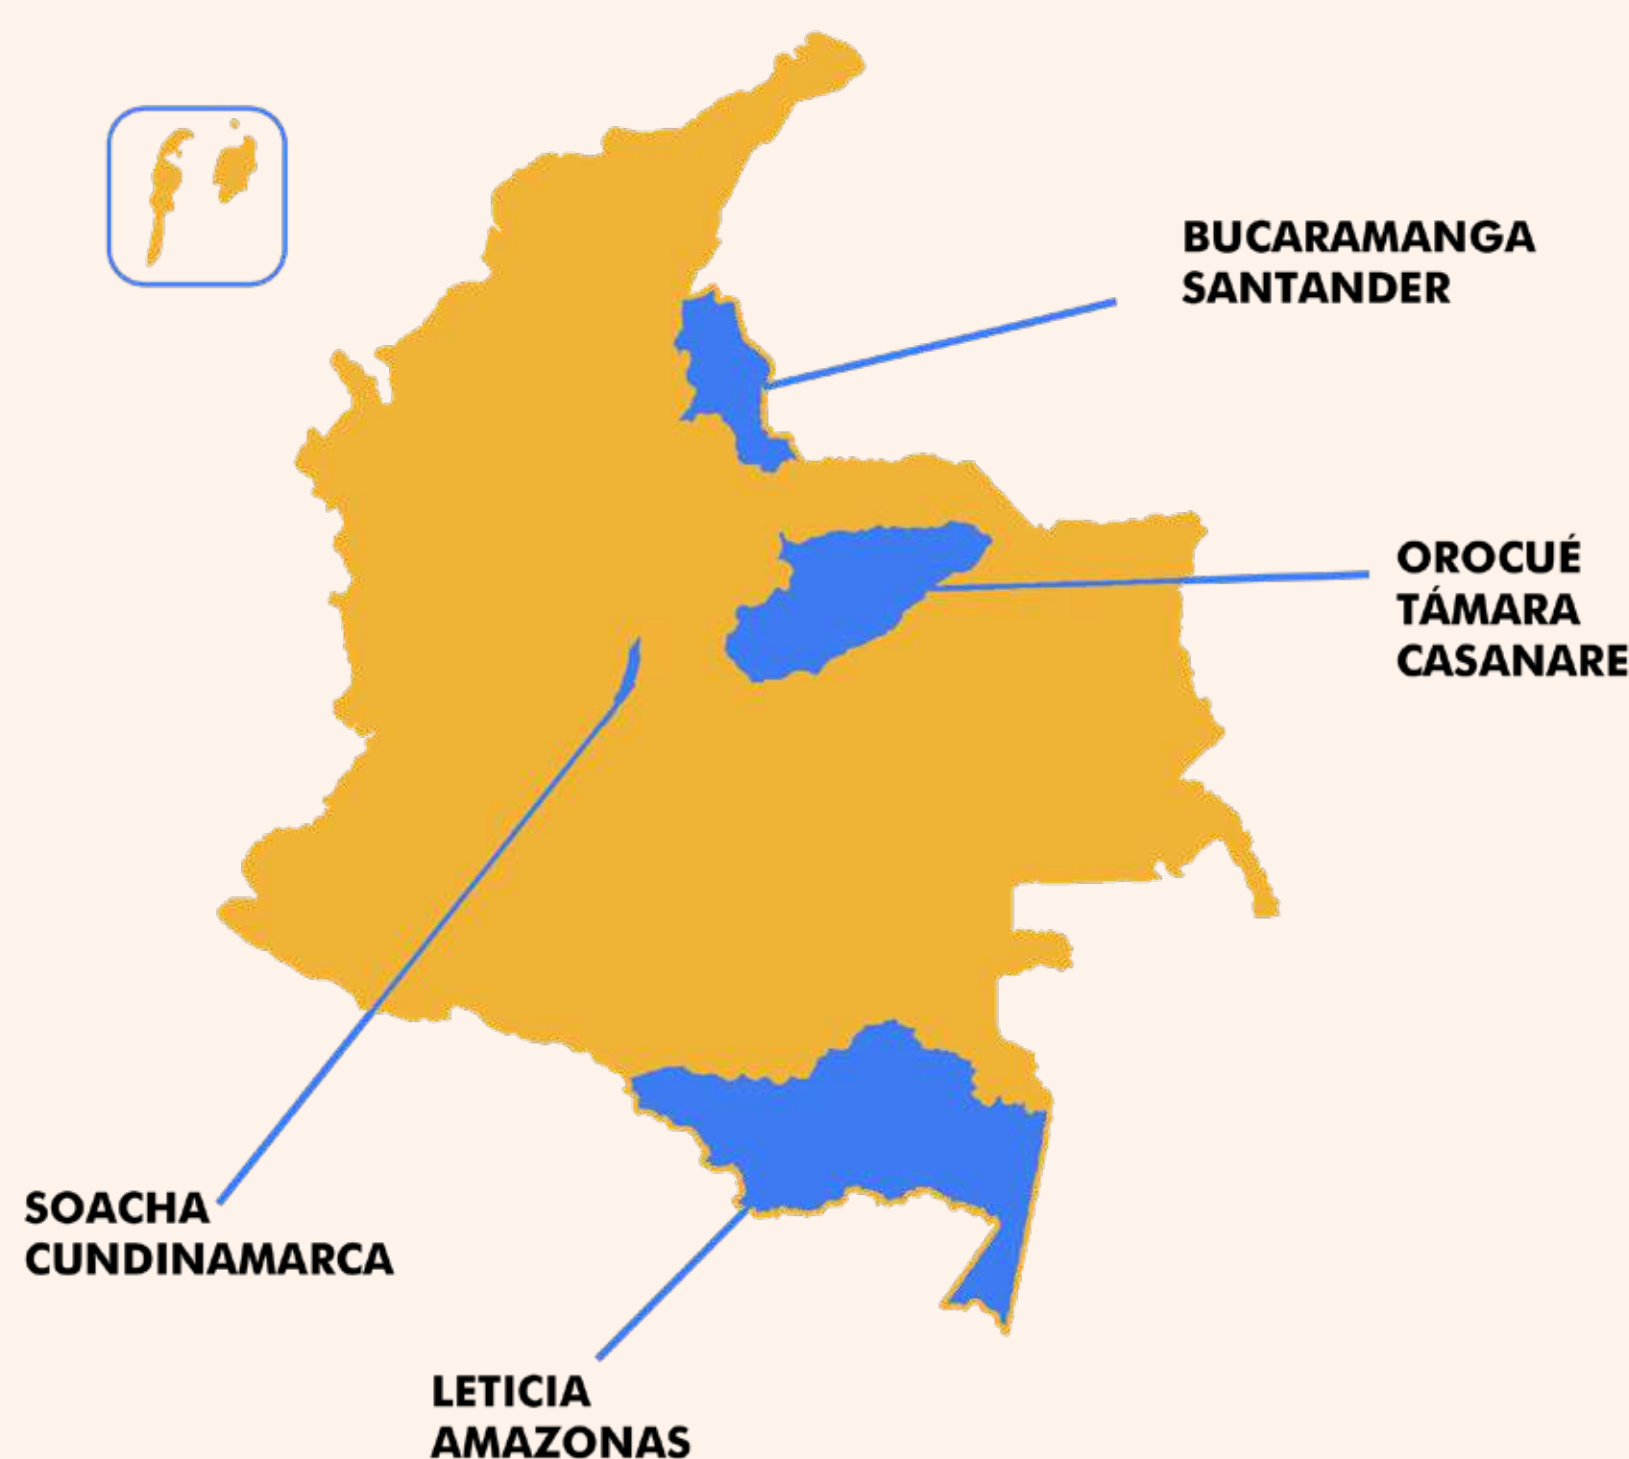 BUCARAMANGA
SANTANDER
OROCUÉ
TÁMARA
CASANARE
SOACHA
CUNDINAMARCA
LETICIA
AMAZONAS